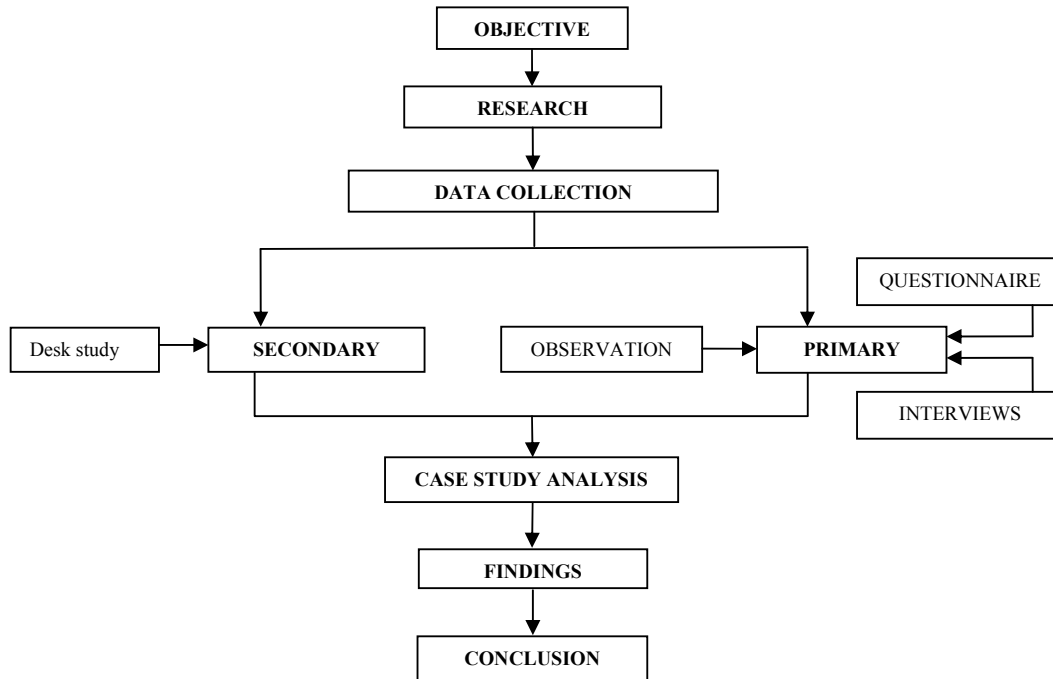 OBJECTIVE
RESEARCH
DATA COLLECTION
QUESTIONNAIRE
Desk study
SECONDARY
OBSERVATION
PRIMARY
INTERVIEWS
CASE STUDY ANALYSIS
FINDINGS
CONCLUSION